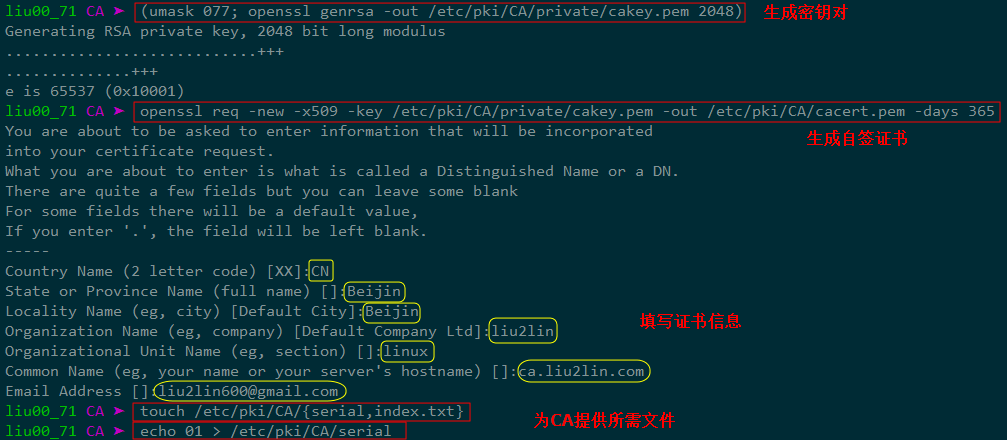 liu00_71 CA ➤ (umask 077; openssl genrsa -out /etc/pki/CA/private/cakey.pem 2048) 生成密钥对
Generating RSA private key, 2048 bit long modulus
............................+++
..............+++
e is 65537 (0x10001)
liu00_71 CA ➤ openssl req -new -x509 -key /etc/pki/CA/private/cakey.pem -out /etc/pki/CA/cacert.pem -days 365
You are about to be asked to enter information that will be incorporated
生成自签证书
into your certificate request.
What you are about to enter is what is called a Distinguished Name or a DN.
There are quite a few fields but you can leave some blank
For some fields there will be a default value,
If you enter '.', the field will be left blank.
-----
Country Name (2 letter code) [XX]:CN
State or Province Name (full name) []:Beijin
Locality Name (eg, city) [Default City]:Beijin
Organization Name (eg, company) [Default Company Ltd]:liu2lin 填写证书信息
Organizational Unit Name (eg, section) []:linux
Common Name (eg, your name or your server's hostname) []:ca.liu2lin.com
Email Address []:liu2lin600@gmail.com
liu00_71 CA ➤ touch /etc/pki/CA/{serial,index.txt} 为CA提供所需文件
liu00_71 CA ➤ echo 01 > /etc/pki/CA/serial